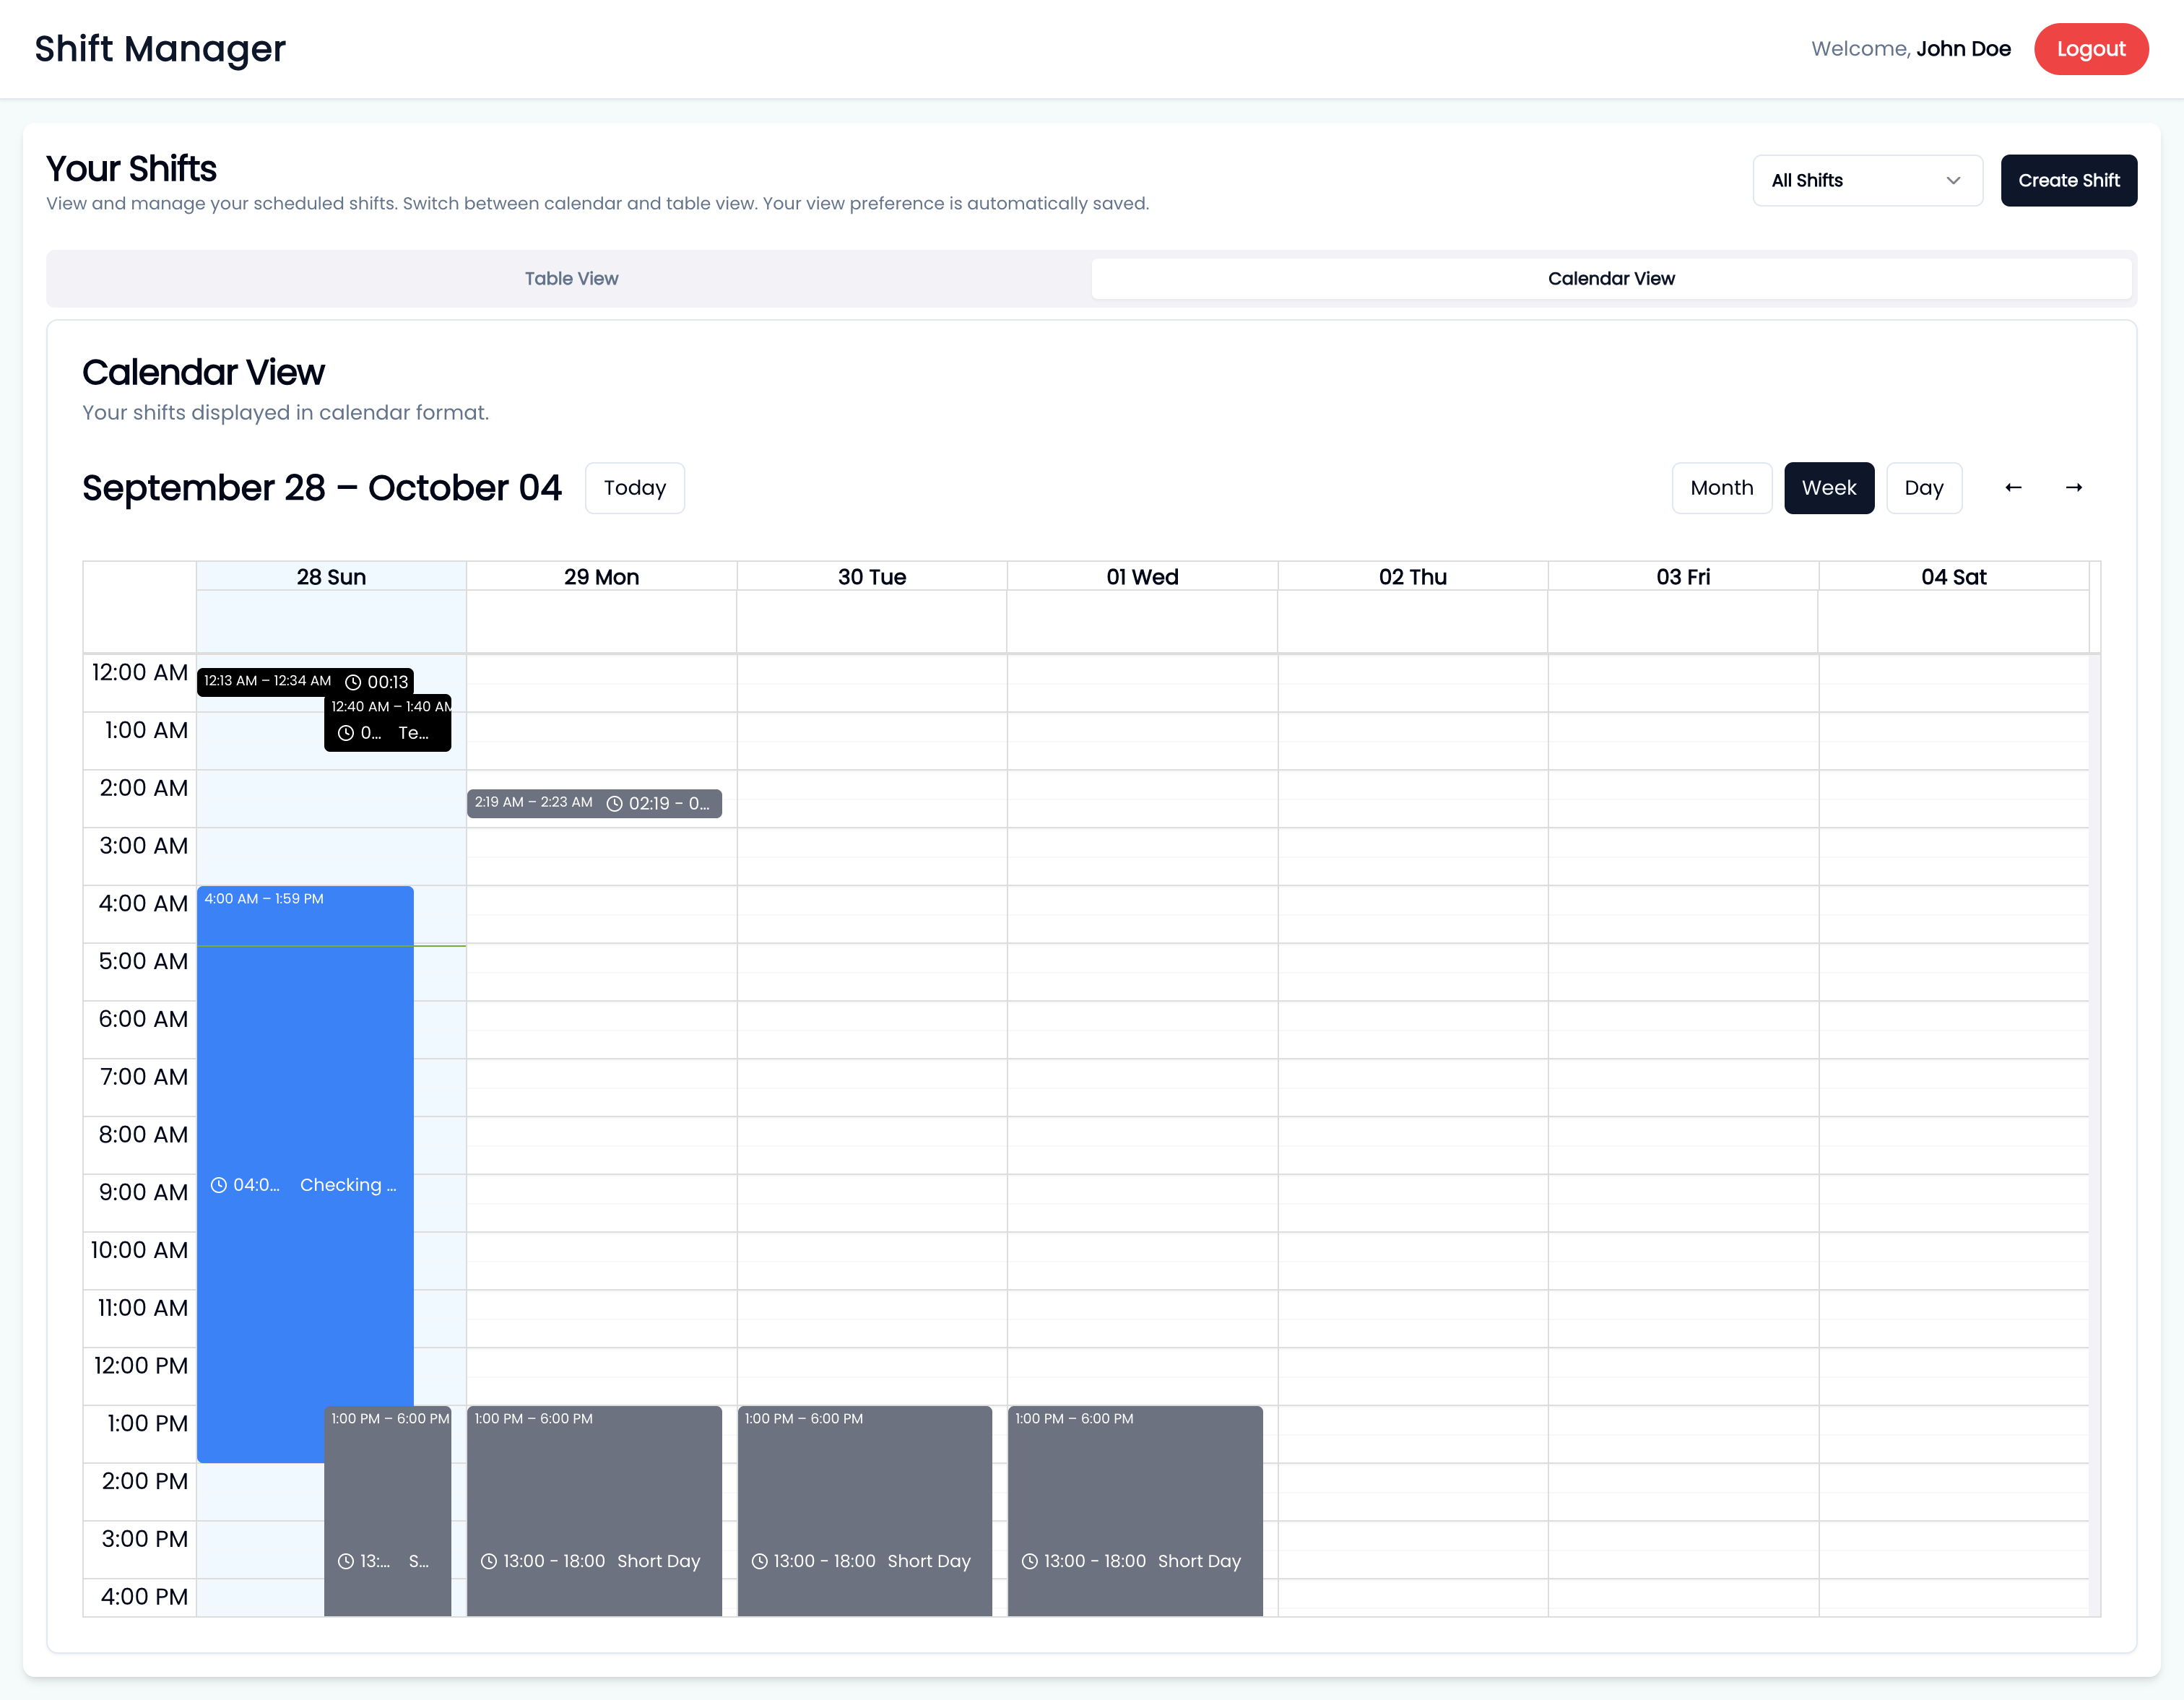 Shift Manager
Welcome, John Doe
Logout
Your Shifts
View and manage your scheduled shifts. Switch between calendar and table view. Your view preference is automatically saved.
All Shifts
Create Shift
Table View
Calendar View
Calendar View
Your shifts displayed in calendar format.
September 28 – October 04
Today
Month
Week
Day
← →
28 Sun
29 Mon
30 Tue
01 Wed
02 Thu
03 Fri
04 Sat
12:00 AM
12:13 AM – 12:34 AM
00:13
12:40 AM – 1:40 AM
1:00 AM
0... Te...
2:00 AM
2:19 AM – 2:23 AM
02:19 - 0...
3:00 AM
4:00 AM
4:00 AM – 1:59 PM
5:00 AM
6:00 AM
7:00 AM
8:00 AM
9:00 AM
04:0... Checking ...
10:00 AM
11:00 AM
12:00 PM
1:00 PM
1:00 PM – 6:00 PM
1:00 PM – 6:00 PM
1:00 PM – 6:00 PM
1:00 PM – 6:00 PM
2:00 PM
3:00 PM
13:... S...
13:00 - 18:00 Short Day
13:00 - 18:00 Short Day
13:00 - 18:00 Short Day
4:00 PM